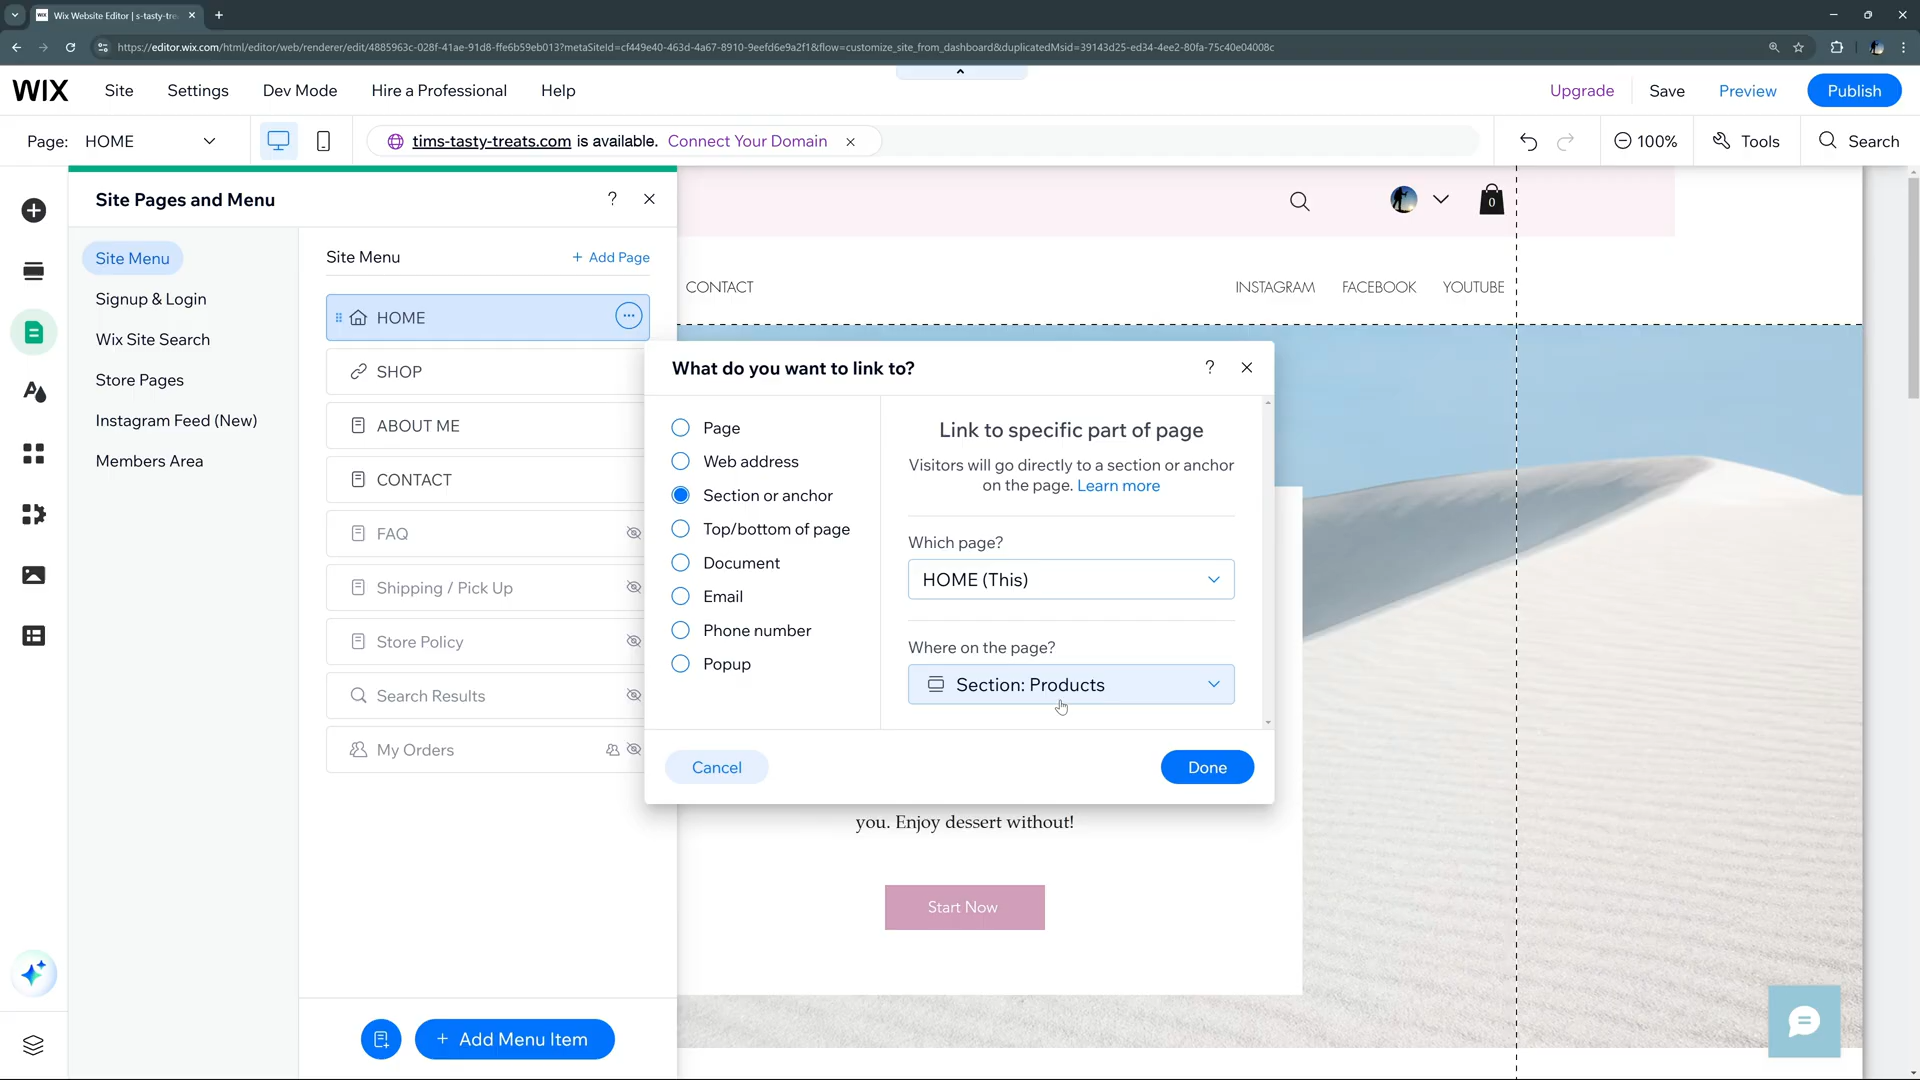 Wix Website Editor | s-tasty-tre
https://editor.wix.com/html/editor/web/renderer/edit/4885963c-028f-41ae-91d8-ffe6b59eb013?metaSiteId=cf449e40-463d-4a67-8910-9eefd6e9a2f1&flow=customize_site_from_dashboard&duplicatedMsid=39143d25-ed34-4ee2-80fa-75c40e04008c
WIX Site Settings Dev Mode Hire a Professional Help Upgrade Save Preview Publish
Page: HOME tims-tasty-treats.com is available. Connect Your Domain 100% Tools Search
Site Pages and Menu ?
0
Site Menu
Signup & Login
Wix Site Search
Store Pages
Instagram Feed (New)
Members Area
Site Menu + Add Page
HOME
SHOP
ABOUT ME
CONTACT
FAQ
Shipping / Pick Up
Store Policy
Search Results
My Orders
+ Add Menu Item
CONTACT INSTAGRAM FACEBOOK YOUTUBE
What do you want to link to? ?
Page
Web address
Section or anchor
Top/bottom of page
Document
Email
Phone number
Popup
Link to specific part of page
Visitors will go directly to a section or anchor
on the page. Learn more
Which page?
HOME (This)
Where on the page?
Section: Products
Cancel Done
you. Enjoy dessert without!
Start Now